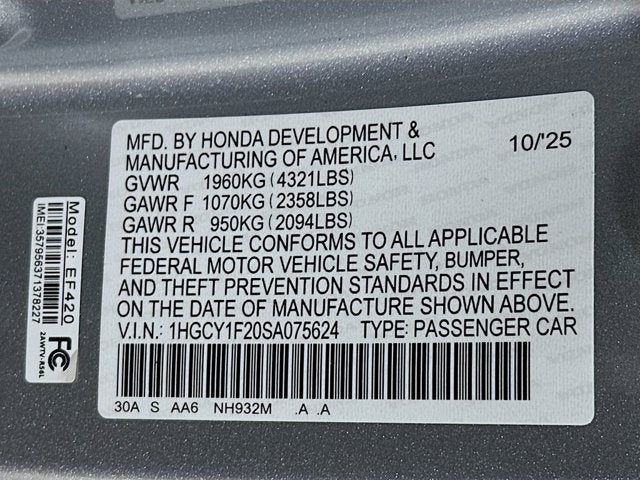 MFD. BY HONDA DEVELOPMENT &
MANUFACTURING OF AMERICA, LLC 10/'25
GVWR 1960KG (4321LBS)
GAWR F 1070KG (2358LBS)
GAWR R 950KG (2094LBS)
THIS VEHICLE CONFORMS TO ALL APPLICABLE
FEDERAL MOTOR VEHICLE SAFETY, BUMPER,
AND THEFT PREVENTION STANDARDS IN EFFECT
ON THE DATE OF MANUFACTURE SHOWN ABOVE.
V.I.N.: 1HGCY1F20SA075624 TYPE: PASSENGER CAR
30A S AA6 NH932M .A .A
Model: EF420
IMEI:357956371378227
FC
2AWTV-R56L